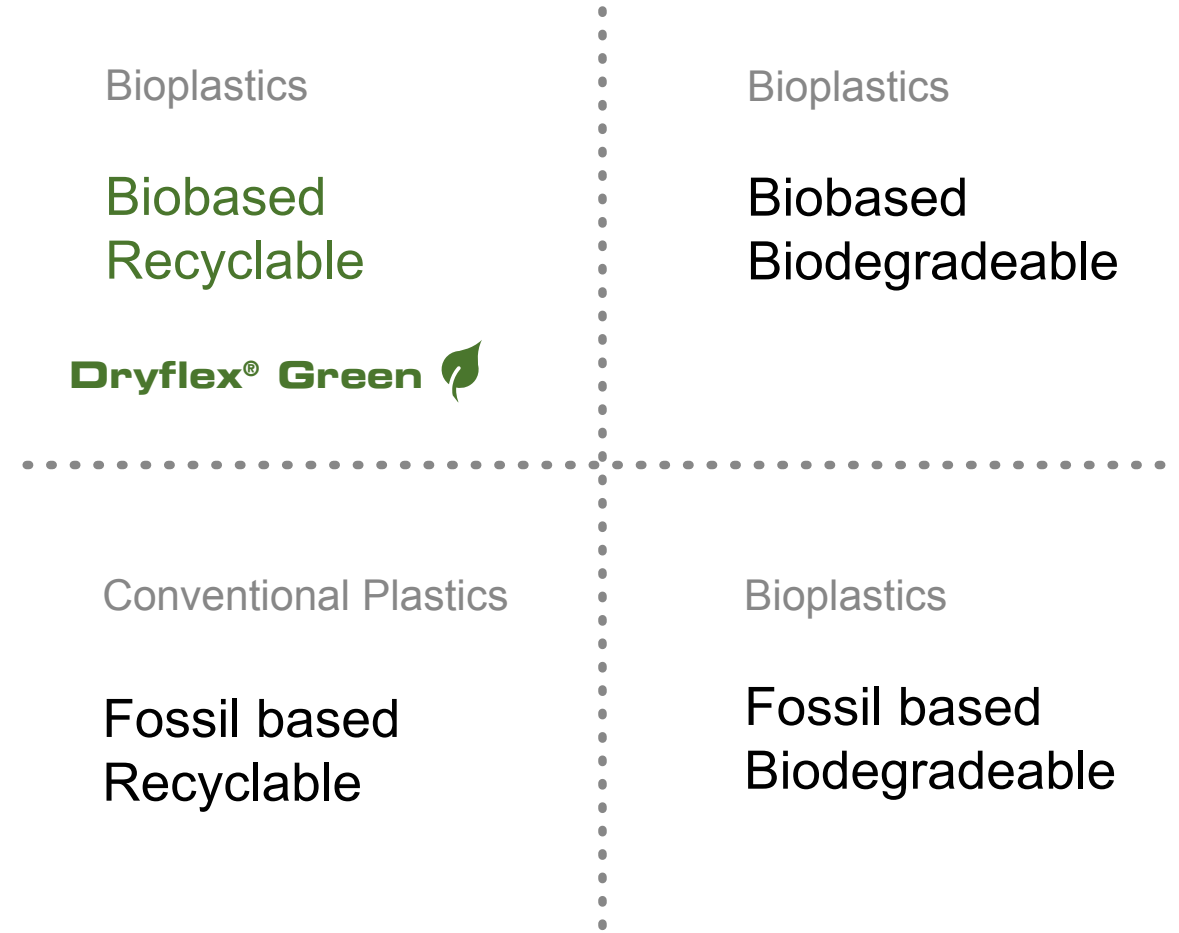 Bioplastics
Biobased
Recyclable
Dryflex® Green
Bioplastics
Biobased
Biodegradeable
Conventional Plastics
Fossil based
Recyclable
Bioplastics
Fossil based
Biodegradeable